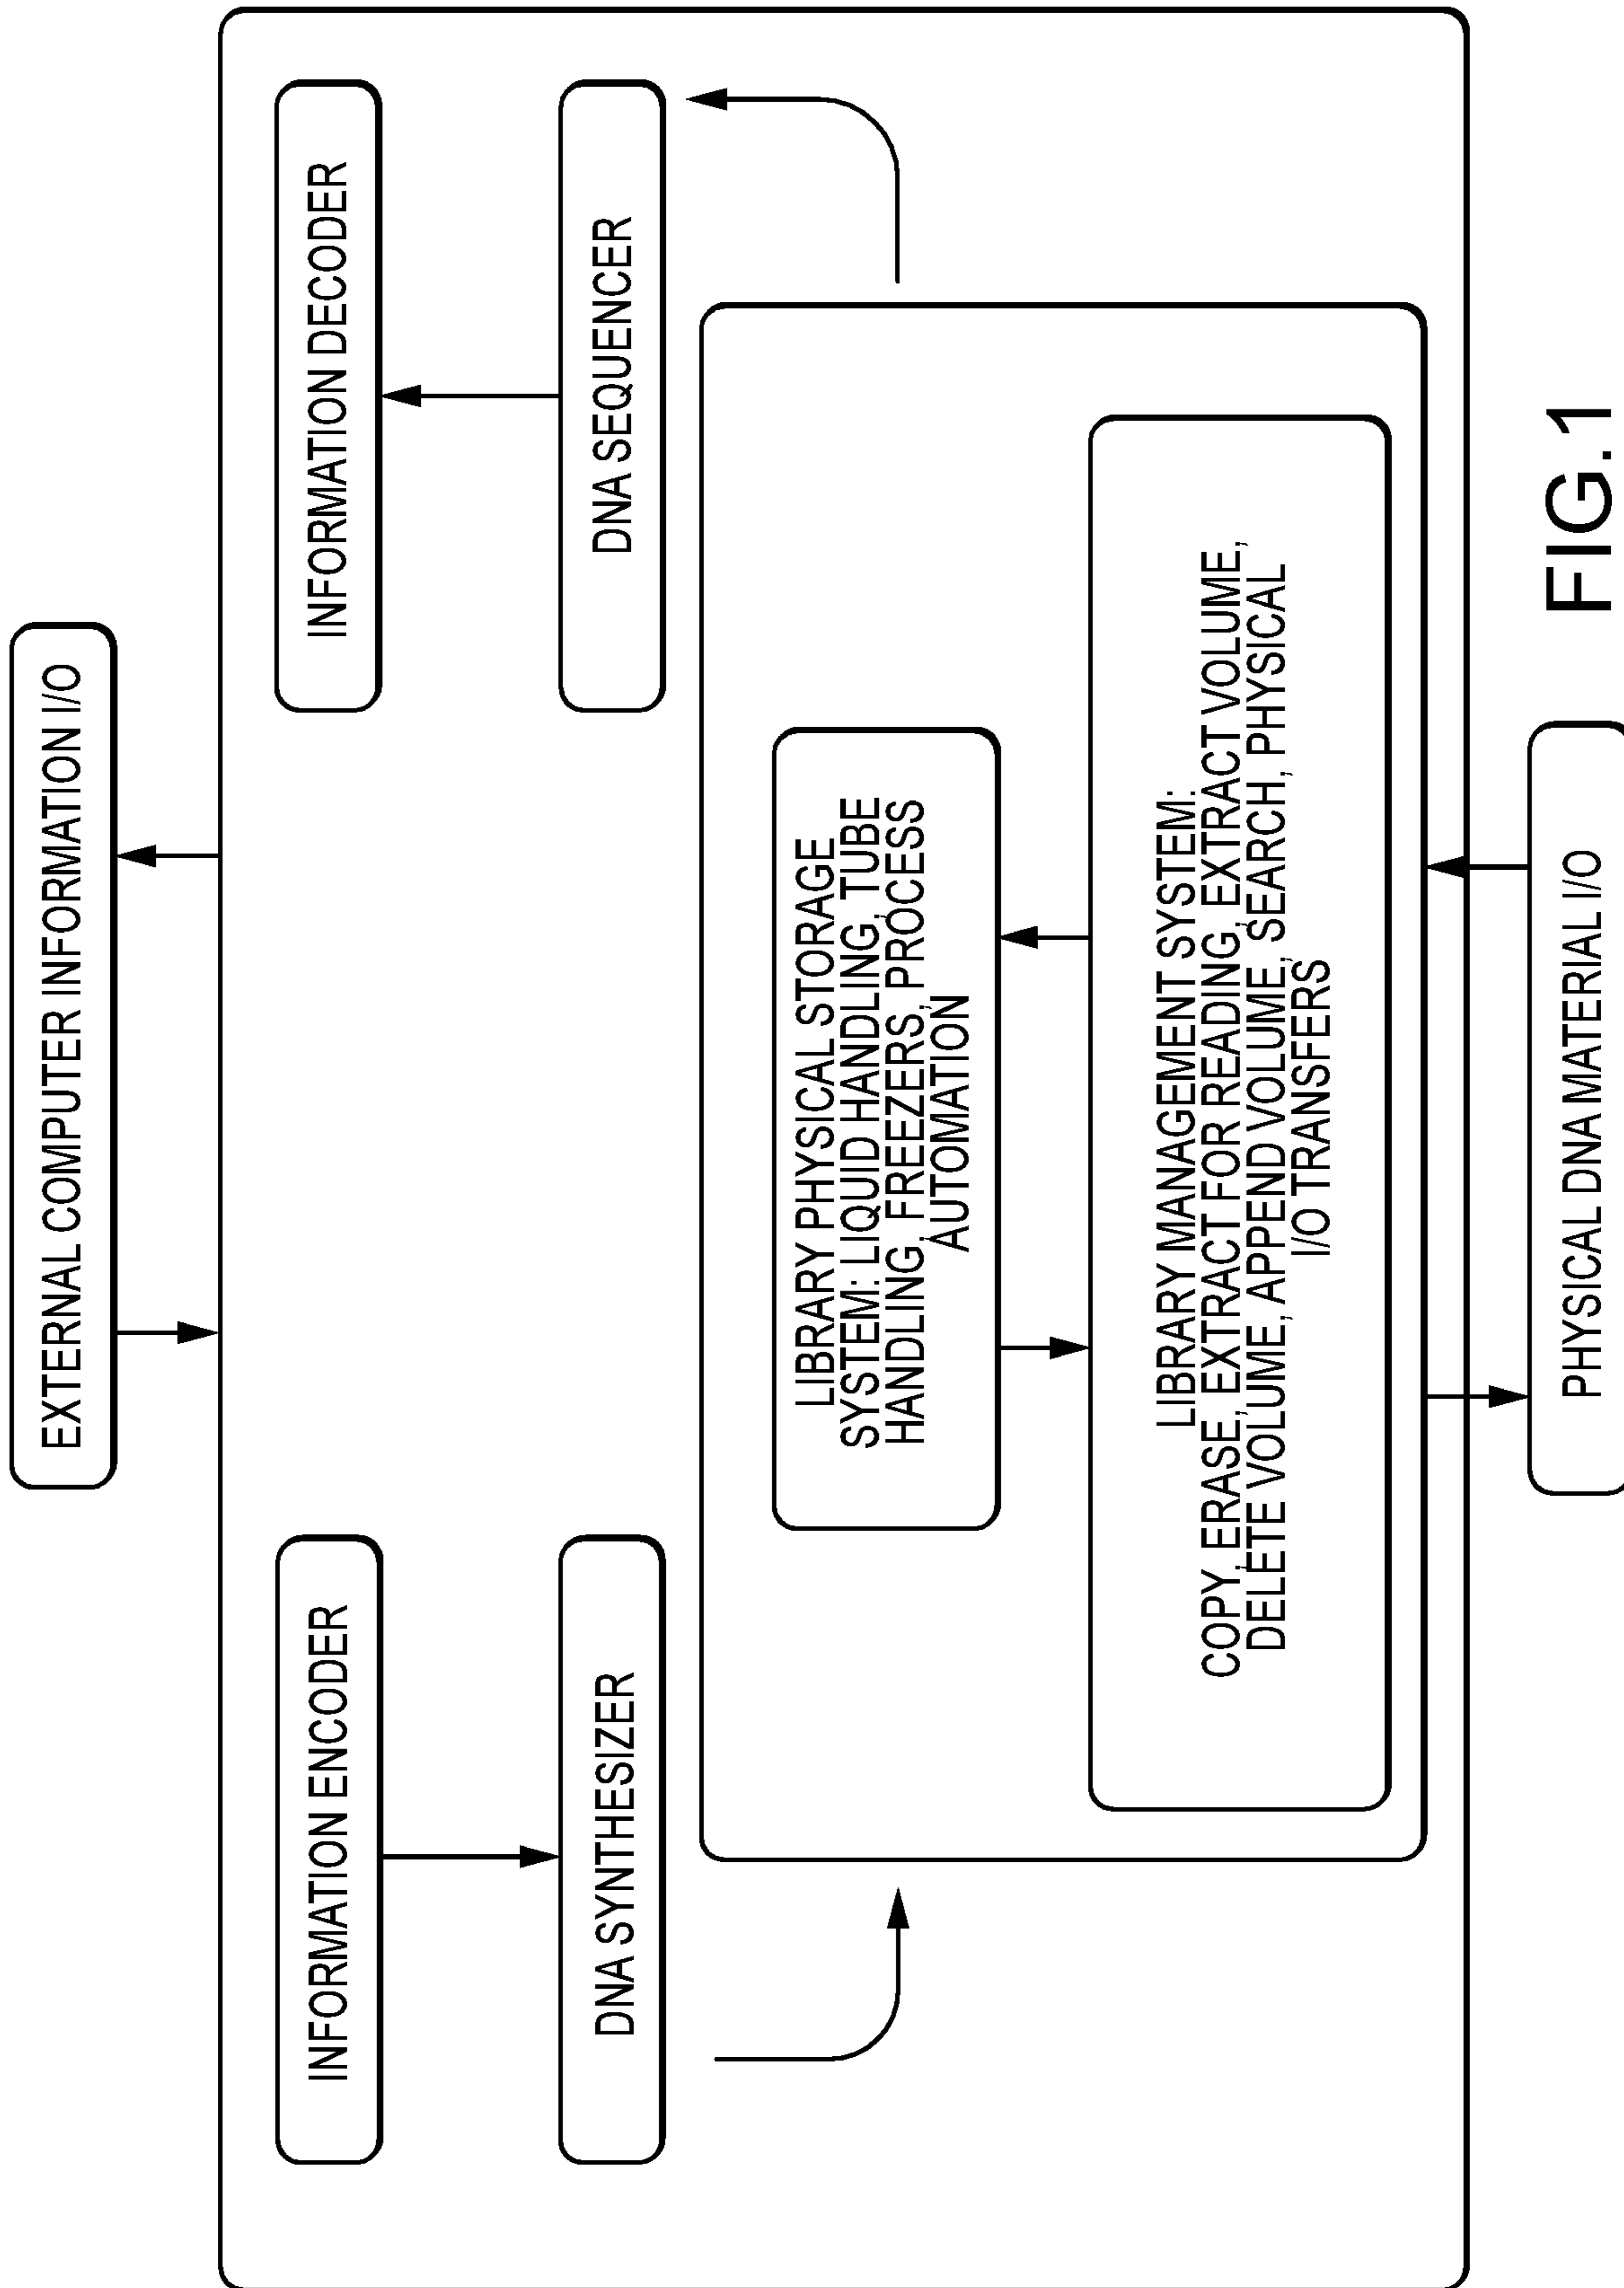 EXTERNAL COMPUTER INFORMATION I/O
INFORMATION ENCODER
INFORMATION DECODER
DNA SYNTHESIZER
DNA SEQUENCER
LIBRARY PHYSICAL STORAGE
SYSTEM: LIQUID HANDLING, TUBE
HANDLING, FREEZERS, PROCESS
AUTOMATION
LIBRARY MANAGEMENT SYSTEM:
COPY, ERASE, EXTRACT FOR READING, EXTRACT VOLUME,
DELETE VOLUME, APPEND VOLUME, SEARCH, PHYSICAL
I/O TRANSFERS
PHYSICAL DNA MATERIAL I/O
FIG.1